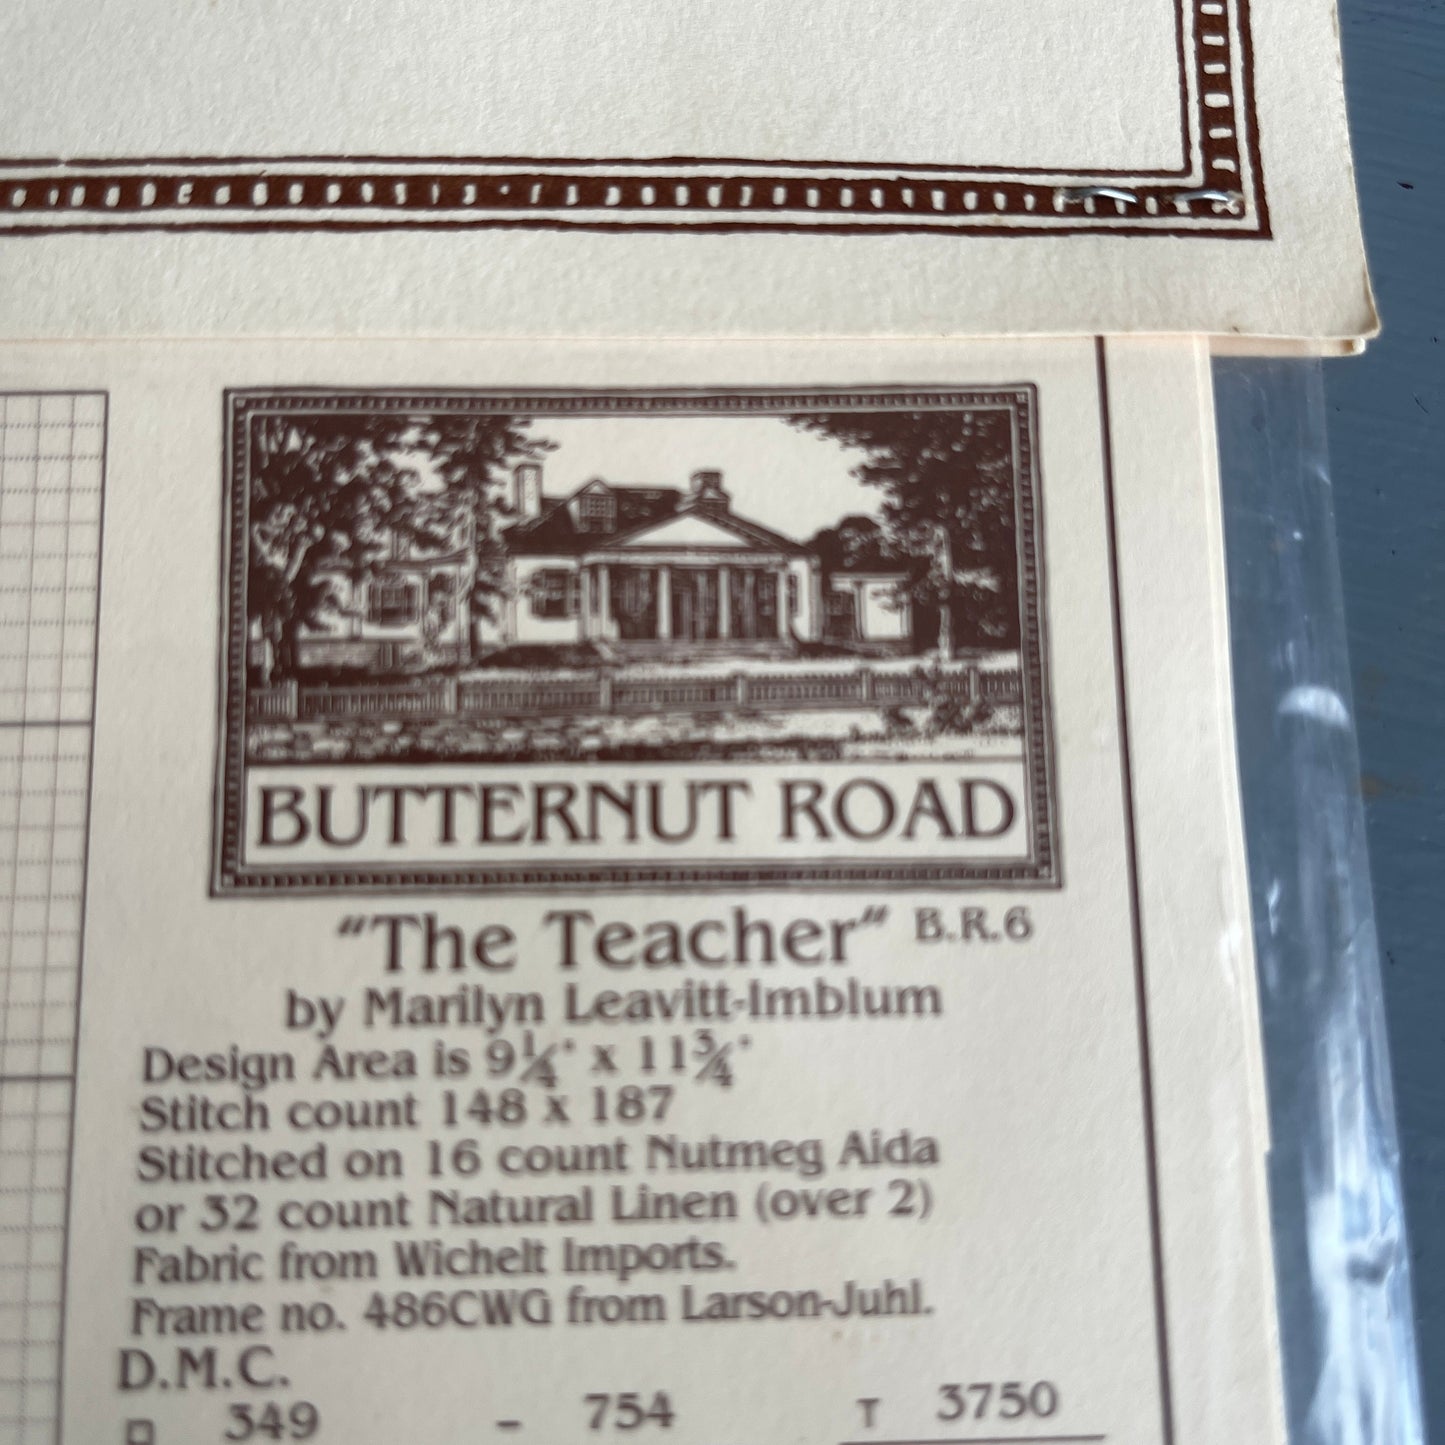 BUTTERNUT ROAD
"The Teacher" B.R.6
by Marilyn Leavitt-Imblum
Design Area is 9¼" x 11¾"
Stitch count 148 x 187
Stitched on 16 count Nutmeg Aida
or 32 count Natural Linen (over 2)
Fabric from Wichelt Imports.
Frame no. 486CWG from Larson-Juhl.
D.M.C.
□ 349 – 754 T 3750